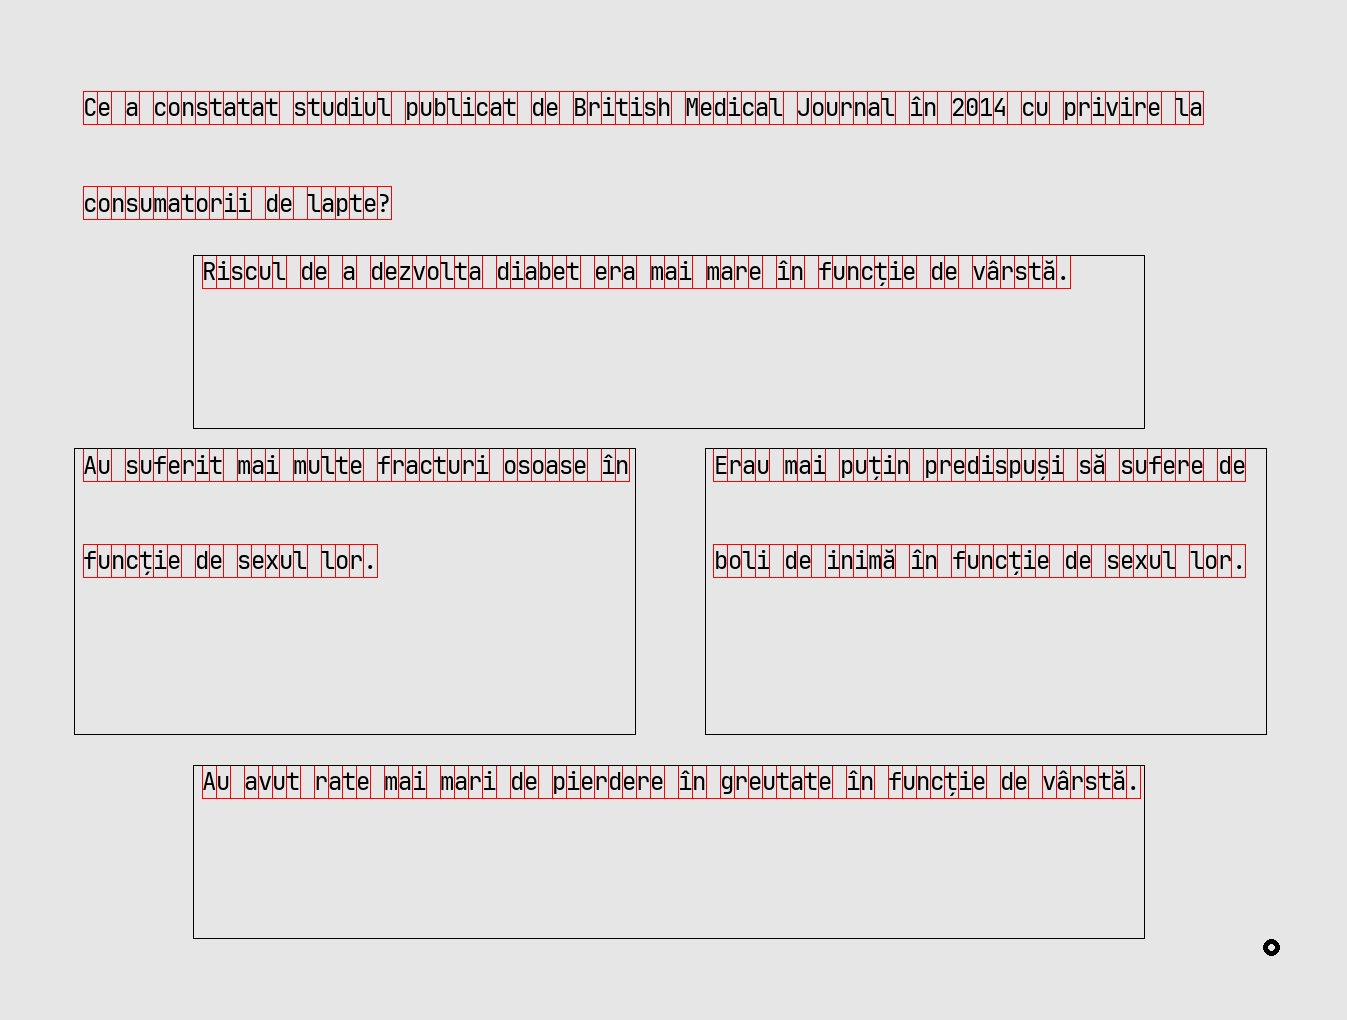 Ce a constatat studiul publicat de British Medical Journal în 2014 cu privire la
consumatorii de lapte?
Riscul de a dezvolta diabet era mai mare în funcție de vârstă.
Au suferit mai multe fracturi osoase în
funcție de sexul lor.
Erau mai puțin predispuși să sufere de
boli de inimă în funcție de sexul lor.
Au avut rate mai mari de pierdere în greutate în funcție de vârstă.